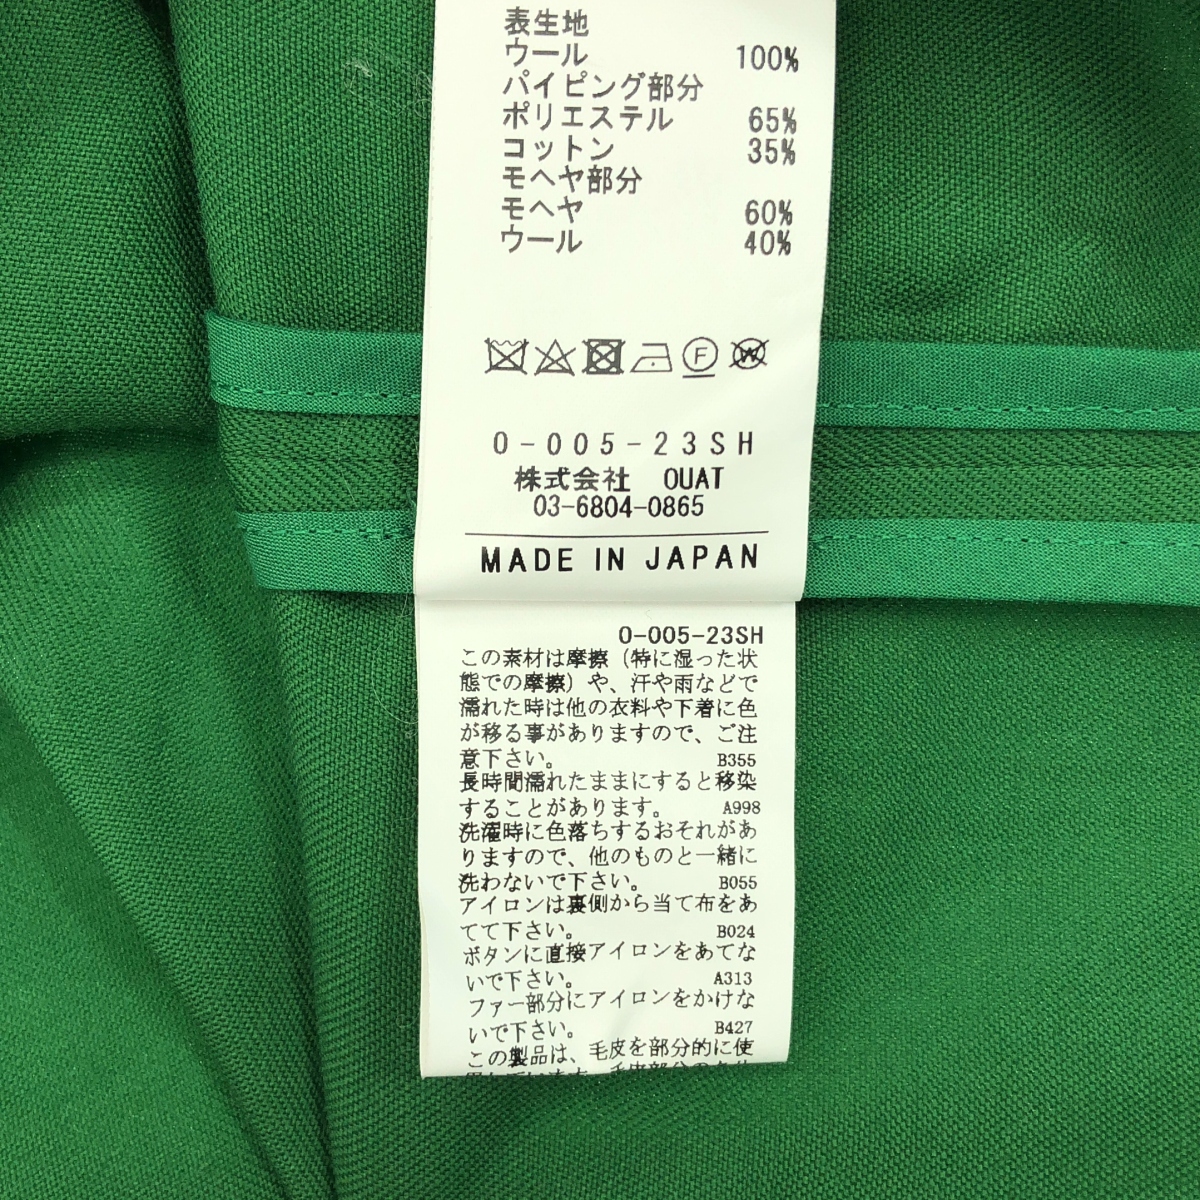 表生地
ウール 100%
パイピング部分
ポリエステル 65%
コットン 35%
モヘヤ部分
モヘヤ 60%
ウール 40%
F W
0-005-23SH
株式会社 OUAT
03-6804-0865
MADE IN JAPAN
0-005-23SH
この素材は摩擦（特に湿った状
態での摩擦）や、汗や雨などで
濡れた時は他の衣料や下着に色
が移る事がありますので、ご注
意下さい。 B355
長時間濡れたままにすると移染
することがあります。 A998
洗濯時に色落ちするおそれがあ
りますので、他のものと一緒に
洗わないで下さい。 B055
アイロンは裏側から当て布をあ
てて下さい。 B024
ボタンに直接アイロンをあてな
いで下さい。 A313
ファー部分にアイロンをかけな
いで下さい。 B427
この製品は、毛皮を部分的に使